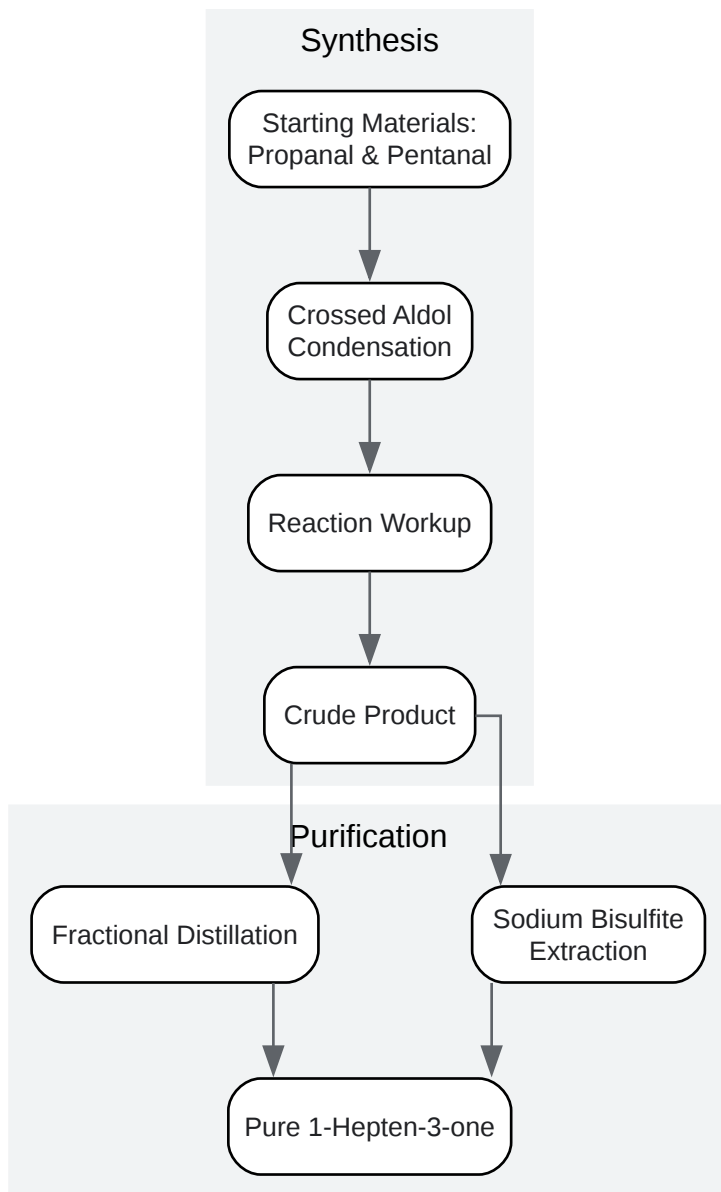 Synthesis
Starting Materials:
Propanal & Pentanal
Crossed Aldol
Condensation
Reaction Workup
Crude Product
Purification
Fractional Distillation
Sodium Bisulfite
Extraction
Pure 1-Hepten-3-one